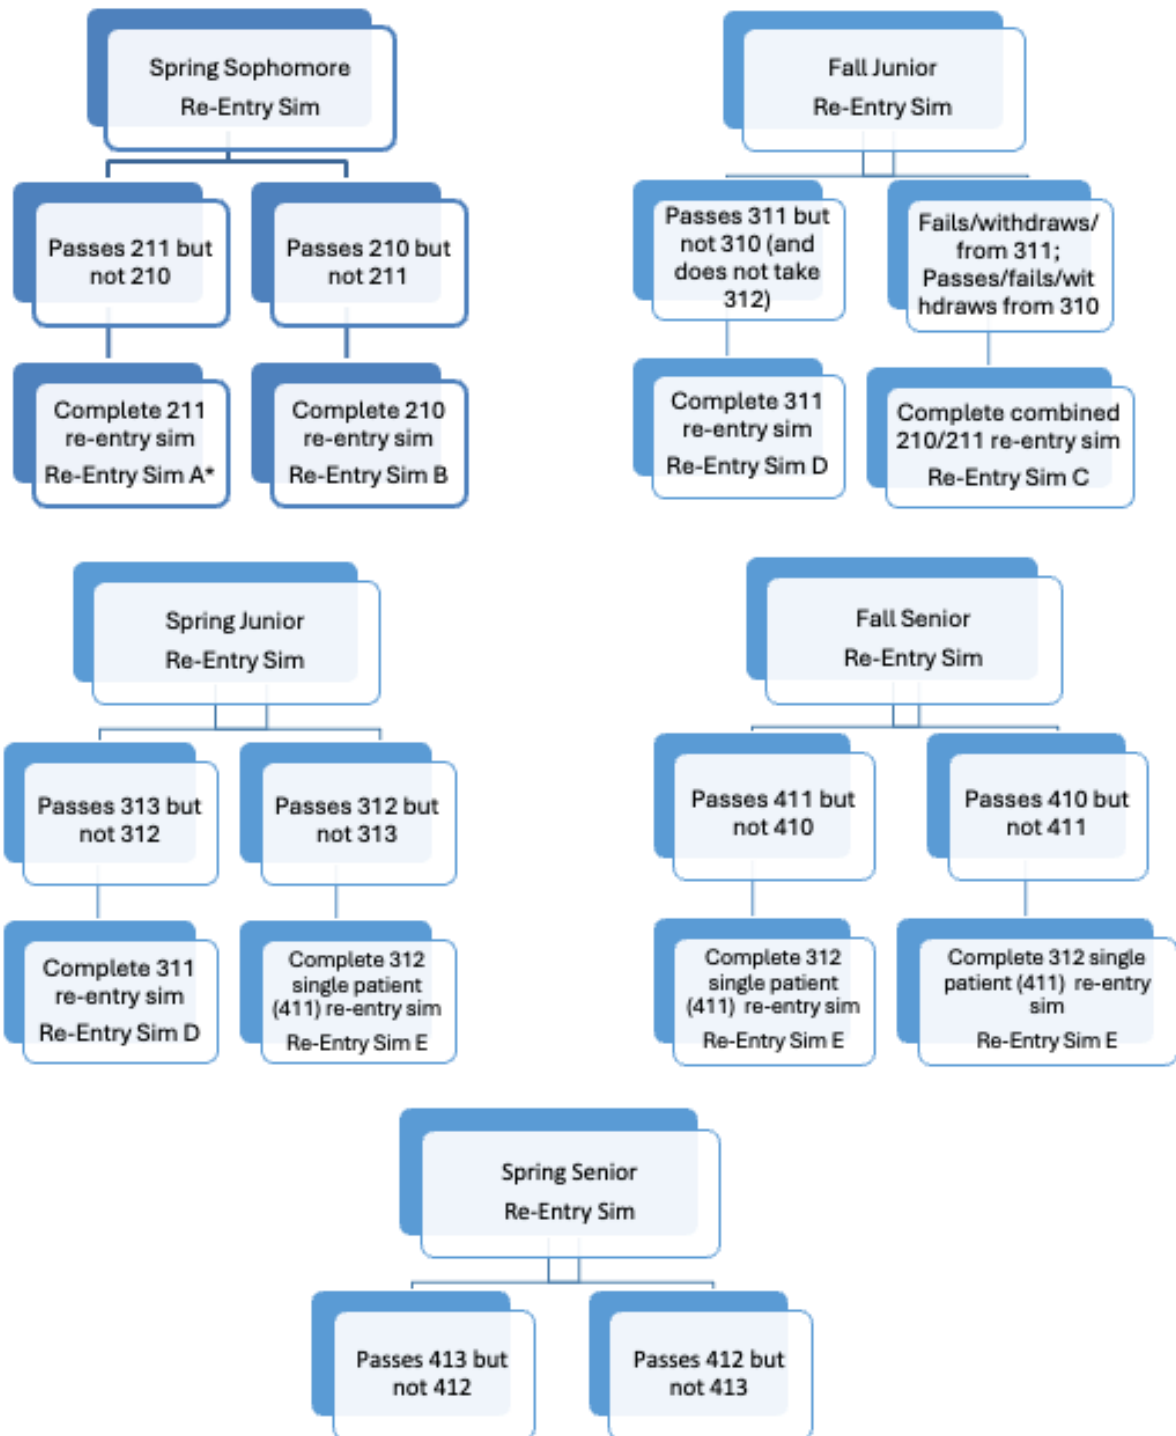 Spring Sophomore
Re-Entry Sim
Passes 211 but
not 210
Passes 210 but
not 211
Complete 211
re-entry sim
Re-Entry Sim A*
Complete 210
re-entry sim
Re-Entry Sim B
Fall Junior
Re-Entry Sim
Passes 311 but
not 310 (and
does not take
312)
Fails/withdraws/
from 311;
Passes/fails/wit
hdraws from 310
Complete 311
re-entry sim
Re-Entry Sim D
Complete combined
210/211 re-entry sim
Re-Entry Sim C
Spring Junior
Re-Entry Sim
Passes 313 but
not 312
Passes 312 but
not 313
Complete 311
re-entry sim
Re-Entry Sim D
Complete 312
single patient
(411) re-entry sim
Re-Entry Sim E
Fall Senior
Re-Entry Sim
Passes 411 but
not 410
Passes 410 but
not 411
Complete 312
single patient
(411) re-entry sim
Re-Entry Sim E
Complete 312 single
patient (411) re-entry
sim
Re-Entry Sim E
Spring Senior
Re-Entry Sim
Passes 413 but
not 412
Passes 412 but
not 413